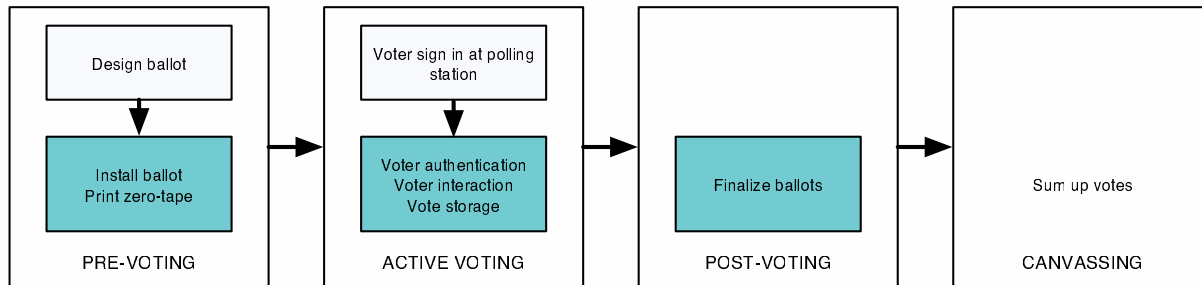 Design ballot
Install ballot
Print zero-tape
PRE-VOTING
Voter sign in at polling
station
Voter authentication
Voter interaction
Vote storage
ACTIVE VOTING
Finalize ballots
POST-VOTING
Sum up votes
CANVASSING